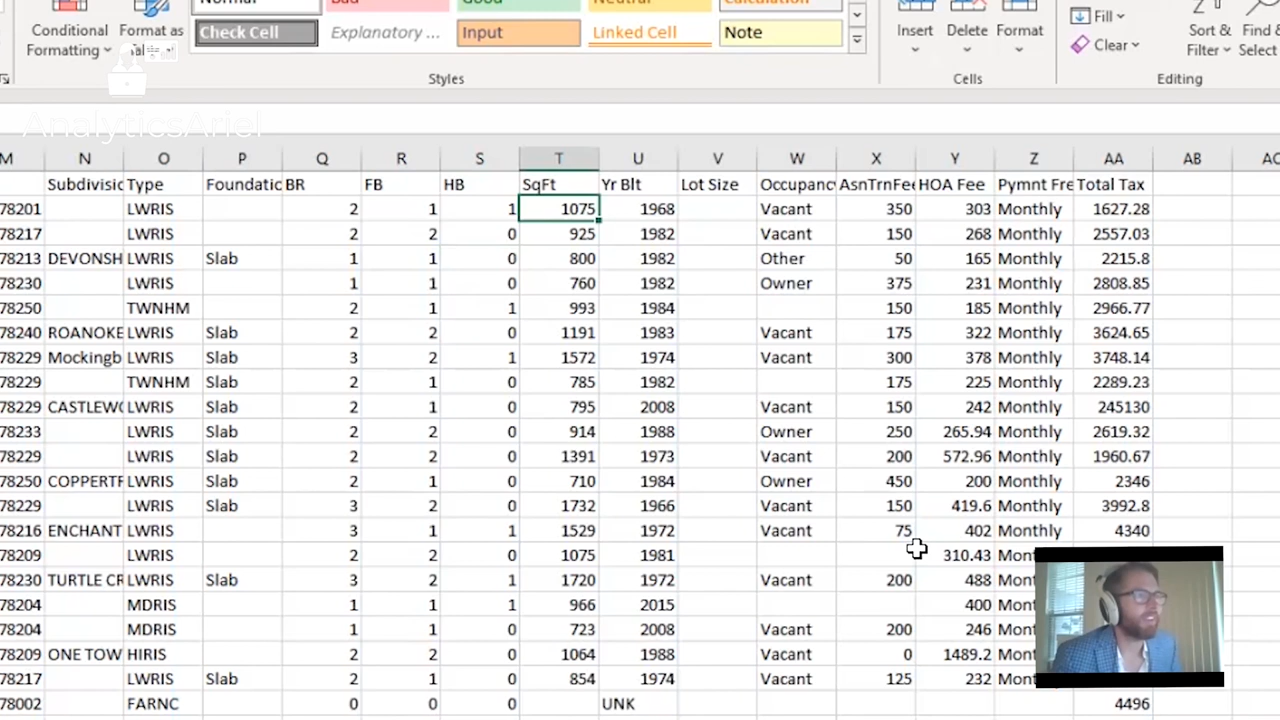 Conditional Format as Insert Delete Format Fill Sort & Find &
Formatting Check Cell Explanatory ... Input Linked Cell Note Clear Filter Select
Styles Cells Editing
AnalyticsAriel
M N O P Q R S T U V W X Y Z AA AB
Subdivisic Type Foundatic BR FB HB SqFt Yr Blt Lot Size Occupanc AsnTrnFee HOA Fee Pymnt Fre Total Tax
78201 LWRIS 2 1 1 1075 1968 Vacant 350 303 Monthly 1627.28
78217 LWRIS 2 2 0 925 1982 Vacant 150 268 Monthly 2557.03
78213 DEVONSH LWRIS Slab 1 1 0 800 1982 Other 50 165 Monthly 2215.8
78230 LWRIS 1 1 0 760 1982 Owner 375 231 Monthly 2808.85
78250 TWNHM 2 1 1 993 1984 150 185 Monthly 2966.77
78240 ROANOKE LWRIS Slab 2 2 0 1191 1983 Vacant 175 322 Monthly 3624.65
78229 Mockingb LWRIS Slab 3 2 1 1572 1974 Vacant 300 378 Monthly 3748.14
78229 TWNHM Slab 2 1 0 785 1982 175 225 Monthly 2289.23
78229 CASTLEWO LWRIS Slab 2 1 0 795 2008 Vacant 150 242 Monthly 245130
78233 LWRIS Slab 2 2 0 914 1988 Owner 250 265.94 Monthly 2619.32
78229 LWRIS Slab 2 2 0 1391 1973 Vacant 200 572.96 Monthly 1960.67
78250 COPPERTR LWRIS Slab 2 1 0 710 1984 Owner 450 200 Monthly 2346
78229 LWRIS Slab 3 2 0 1732 1966 Vacant 150 419.6 Monthly 3992.8
78216 ENCHANT LWRIS 3 1 1 1529 1972 Vacant 75 402 Monthly 4340
78209 LWRIS 2 2 0 1075 1981 310.43 Mont
78230 TURTLE CR LWRIS Slab 3 2 1 1720 1972 Vacant 200 488 Mont
78204 MDRIS 1 1 1 966 2015 400 Mont
78204 MDRIS 1 1 0 723 2008 Vacant 200 246 Mont
78209 ONE TOW HIRIS 2 2 0 1064 1988 Vacant 0 1489.2 Mont
78217 LWRIS Slab 2 1 0 854 1974 Vacant 125 232 Monthly
78002 FARNC 0 0 0 UNK 4496